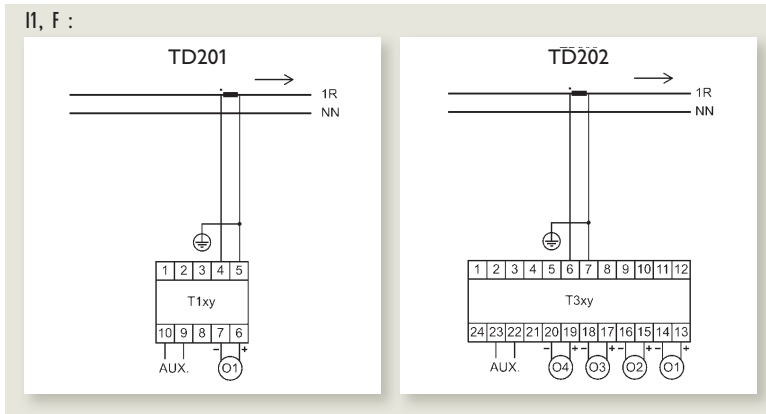 I1, F :
TD201
1R
NN
1 2 3 4 5
T1xy
10 9 8 7 6
− +
AUX. O1
TD202
1R
NN
1 2 3 4 5 6 7 8 9 10 11 12
T3xy
24 23 22 21 20 19 18 17 16 15 14 13
− + − + − + − +
AUX. O4 O3 O2 O1